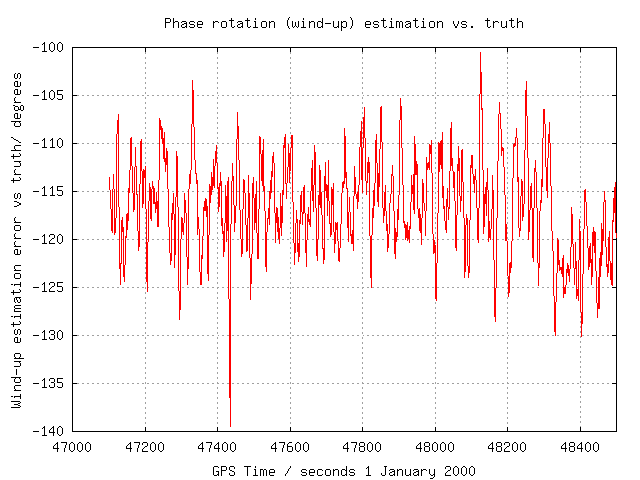 Phase rotation (wind-up) estimation vs. truth
-100
-105
-110
-115
-120
-125
-130
-135
-140
Wind-up estimation error vs truth/ degrees
47000 47200 47400 47600 47800 48000 48200 48400
GPS Time / seconds 1 January 2000